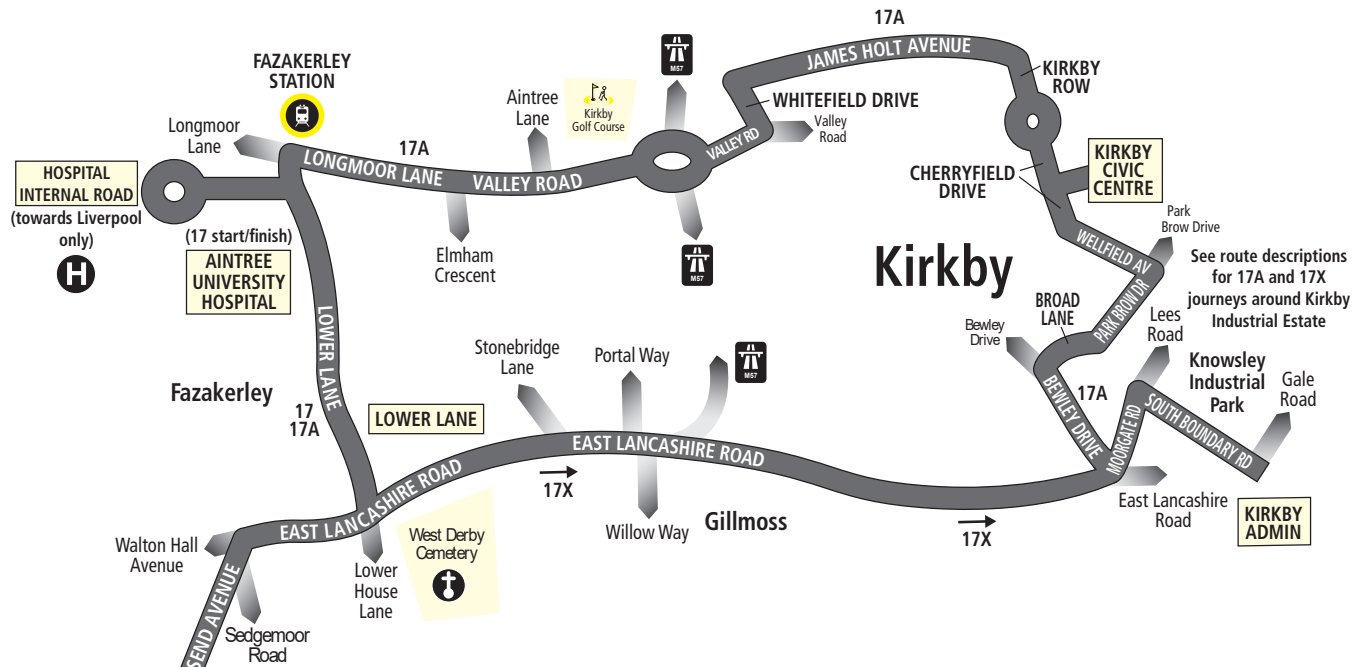 17A
JAMES HOLT AVENUE
M57
KIRKBY
ROW
FAZAKERLEY
STATION
Aintree
Lane
Kirkby
Golf Course
WHITEFIELD DRIVE
Valley
Road
VALLEY RD
Longmoor
Lane
17A
LONGMOOR LANE
VALLEY ROAD
HOSPITAL
INTERNAL ROAD
(towards Liverpool
only)
H
(17 start/finish)
AINTREE
UNIVERSITY
HOSPITAL
Elmham
Crescent
M57
CHERRYFIELD
DRIVE
KIRKBY
CIVIC
CENTRE
Park
Brow Drive
WELLFIELD AV
Kirkby
See route descriptions
for 17A and 17X
journeys around Kirkby
Industrial Estate
PARK BROW DR
BROAD
LANE
Bewley
Drive
Lees
Road
Knowsley
Industrial
Park
Gale
Road
17A
BEWLEY DRIVE
MOORGATE RD
SOUTH BOUNDARY RD
LOWER LANE
Fazakerley
17
17A
LOWER LANE
Stonebridge
Lane
Portal Way
M57
EAST LANCASHIRE ROAD
17X
Willow Way
Gillmoss
17X
East Lancashire
Road
KIRKBY
ADMIN
EAST LANCASHIRE ROAD
West Derby
Cemetery
Walton Hall
Avenue
Lower
House
Lane
SEND AVENUE
Sedgemoor
Road